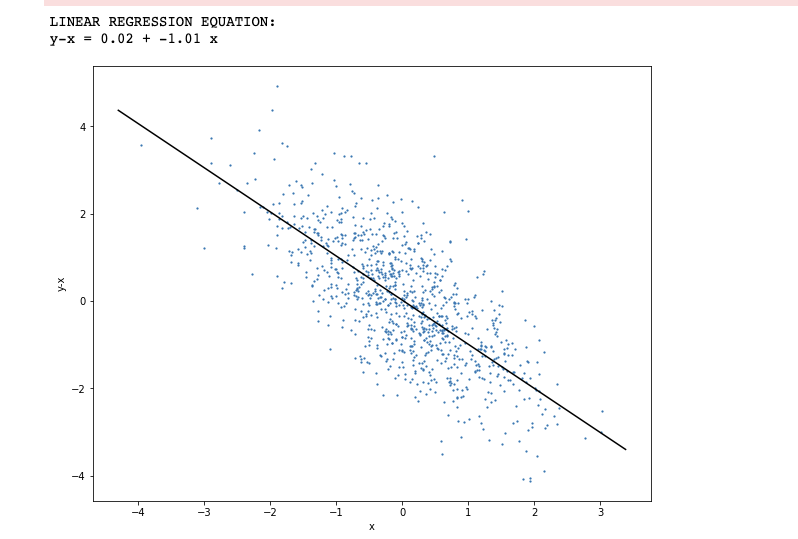 LINEAR REGRESSION EQUATION:
y-x = 0.02 + -1.01 x
4
2
0
−2
−4
y-x
−4 −3 −2 −1 0 1 2 3
x